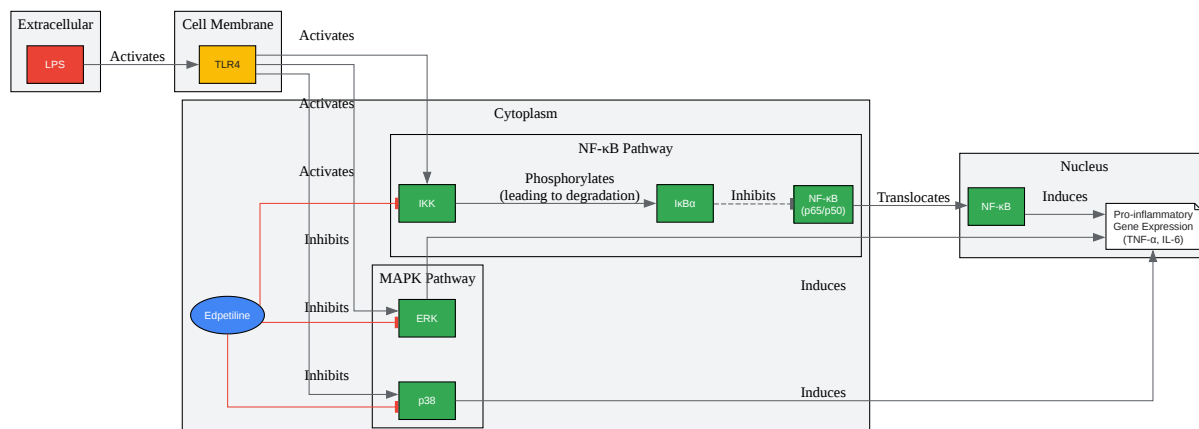 Extracellular
Cell Membrane
LPS
Activates
TLR4
Activates
Activates
Cytoplasm
NF-κB Pathway
Nucleus
Activates
IKK
Phosphorylates
(leading to degradation)
IκBα
Inhibits
NF-κB
(p65/p50)
Translocates
NF-κB
Induces
Pro-inflammatory
Gene Expression
(TNF-α, IL-6)
Inhibits
MAPK Pathway
Induces
Edpetiline
Inhibits
ERK
Inhibits
p38
Induces